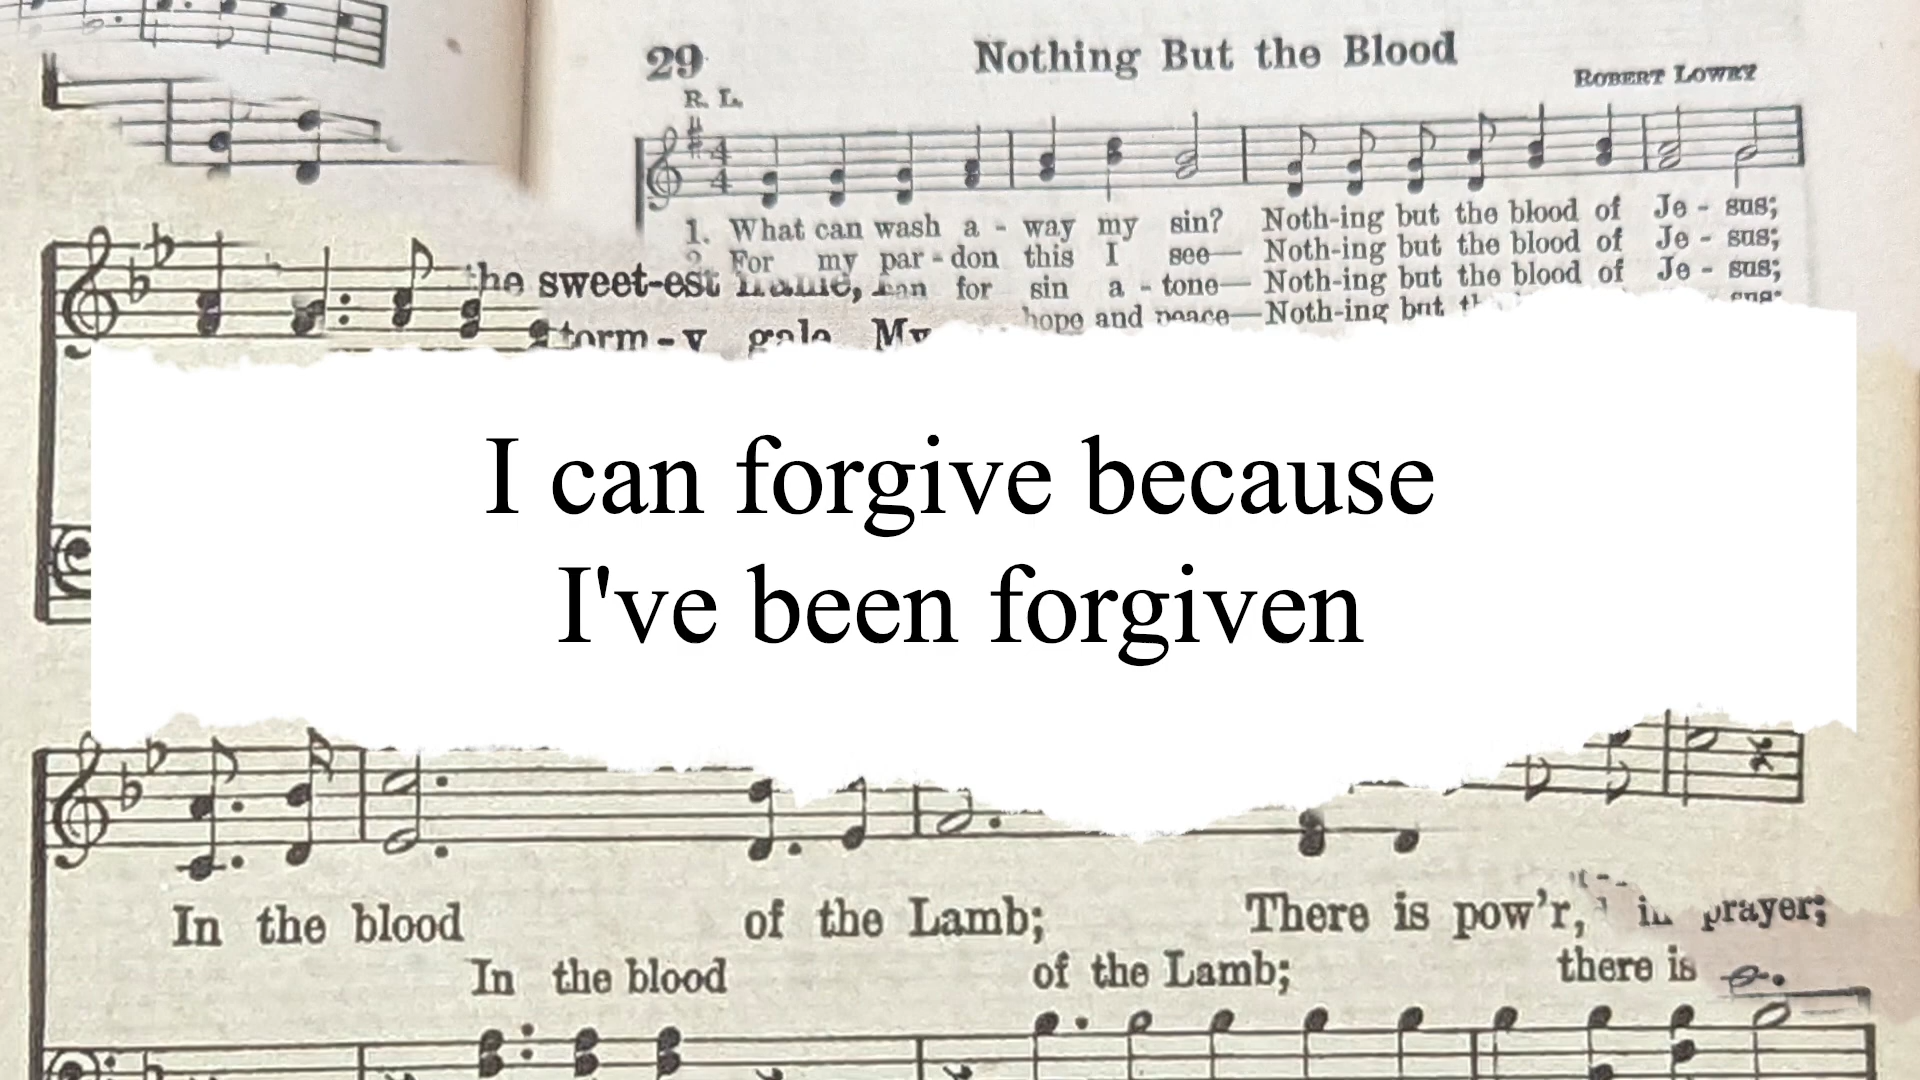 29
Nothing But the Blood
ROBERT LOWRY
R. L.
1. What can wash a - way my sin? Noth-ing but the blood of Je - sus;
For my par - don this I see— Noth-ing but the blood of Je - sus;
the sweet-est
for sin a - tone— Noth-ing but the blood of Je - sus;
hope and peace—Noth-ing but
I can forgive because
I've been forgiven
In the blood of the Lamb; There is pow'r, prayer;
In the blood of the Lamb; there is